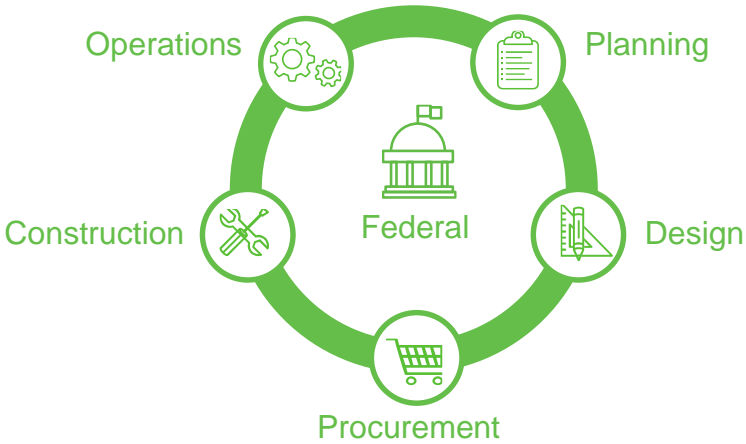 Operations
Planning
Federal
Construction
Design
Procurement